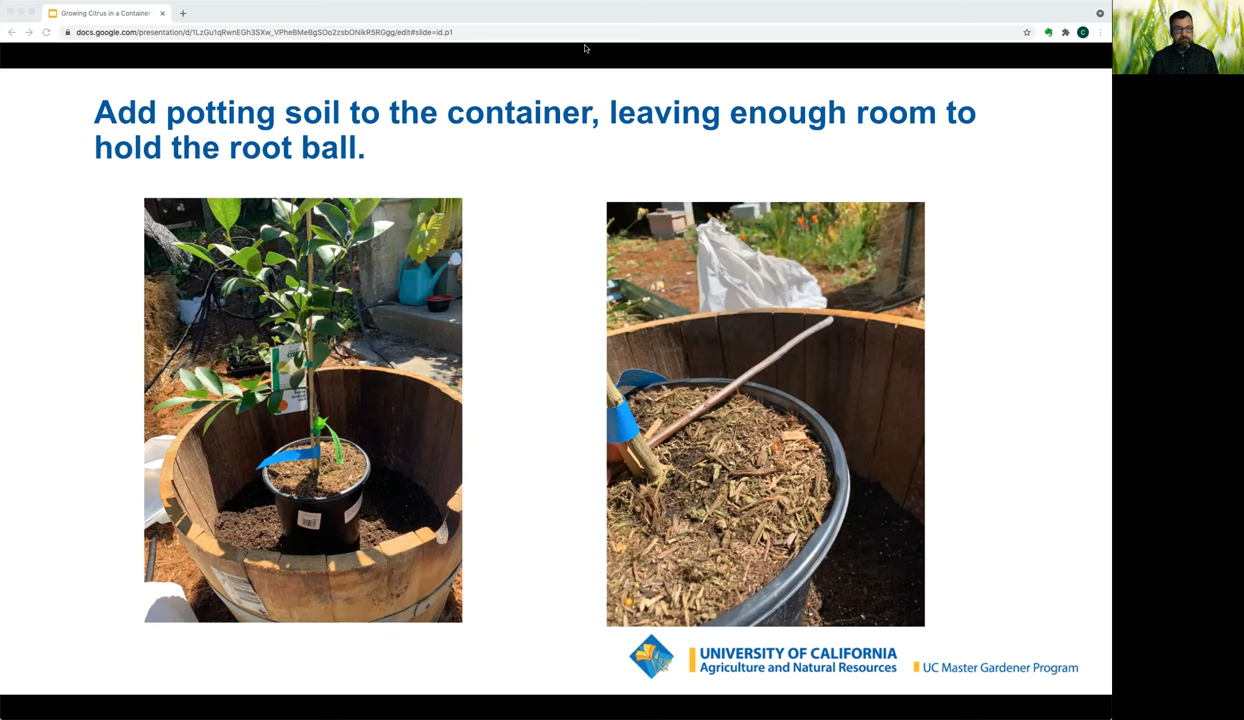 Growing Citrus in a Container
docs.google.com/presentation/d/1LzGu1qRwnEGh3SXw_VPheBMeBgSOo2zsbONikR5RGgg/edit#slide=id.p1
C
Add potting soil to the container, leaving enough room to
hold the root ball.
UNIVERSITY OF CALIFORNIA
Agriculture and Natural Resources
UC Master Gardener Program